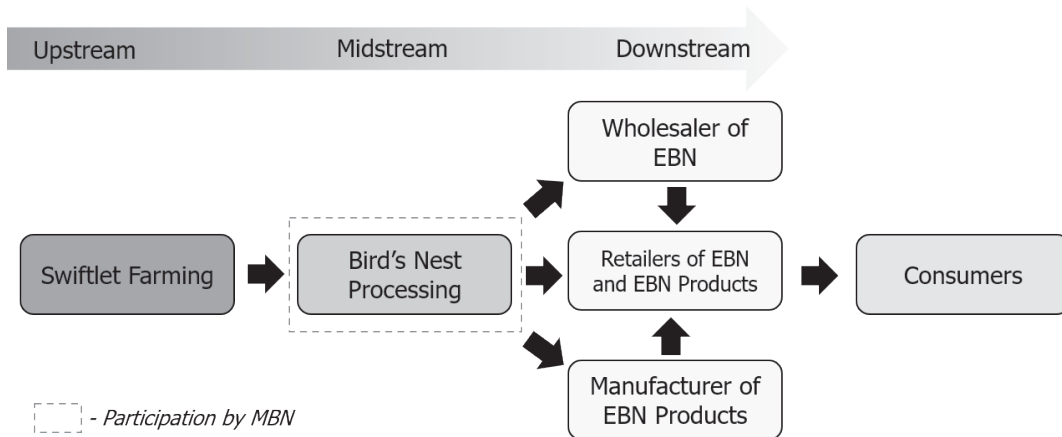 Upstream
Midstream
Downstream
Wholesaler of
EBN
Swiftlet Farming
Bird's Nest
Processing
Retailers of EBN
and EBN Products
Consumers
Manufacturer of
EBN Products
- Participation by MBN